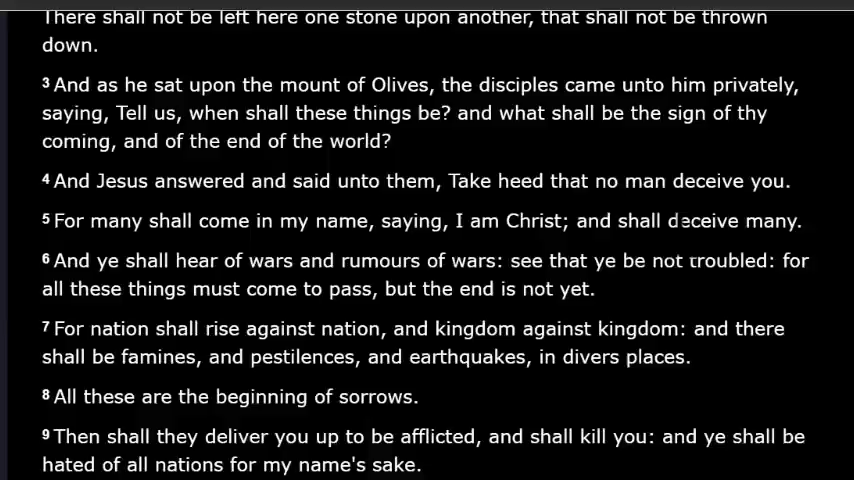 There shall not be left here one stone upon another, that shall not be thrown
down.
3 And as he sat upon the mount of Olives, the disciples came unto him privately,
saying, Tell us, when shall these things be? and what shall be the sign of thy
coming, and of the end of the world?
4 And Jesus answered and said unto them, Take heed that no man deceive you.
5 For many shall come in my name, saying, I am Christ; and shall deceive many.
6 And ye shall hear of wars and rumours of wars: see that ye be not troubled: for
all these things must come to pass, but the end is not yet.
7 For nation shall rise against nation, and kingdom against kingdom: and there
shall be famines, and pestilences, and earthquakes, in divers places.
8 All these are the beginning of sorrows.
9 Then shall they deliver you up to be afflicted, and shall kill you: and ye shall be
hated of all nations for my name's sake.